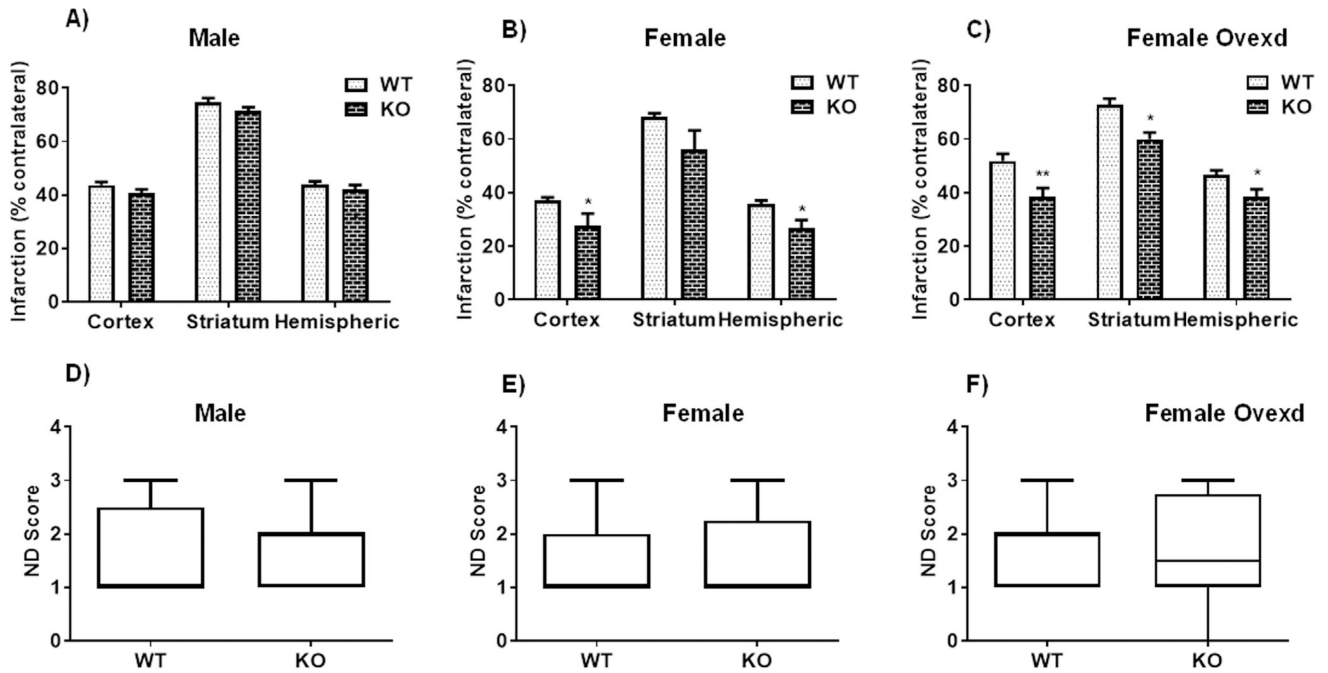 A)
Male
Infarction (% contralateral)
80
60
40
20
0
WT
KO
Cortex Striatum Hemispheric
B)
Female
Infarction (% contralateral)
80
60
40
20
0
WT
KO
*
*
Cortex Striatum Hemispheric
C)
Female Ovexd
Infarction (% contralateral)
80
60
40
20
0
WT
KO
**
*
*
Cortex Striatum Hemispheric
D)
Male
ND Score
4
3
2
1
0
WT KO
E)
Female
ND Score
4
3
2
1
0
WT KO
F)
Female Ovexd
ND Score
4
3
2
1
0
WT KO